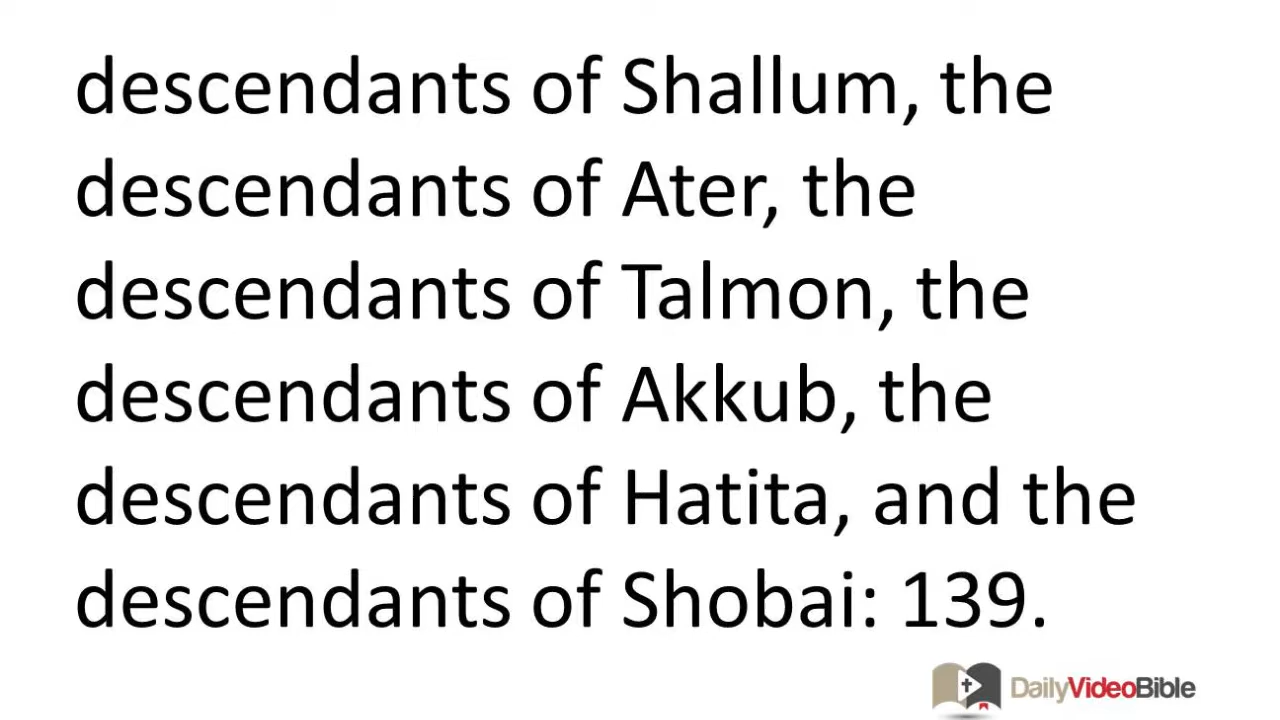 descendants of Shallum, the
descendants of Ater, the
descendants of Talmon, the
descendants of Akkub, the
descendants of Hatita, and the
descendants of Shobai: 139.
DailyVideoBible